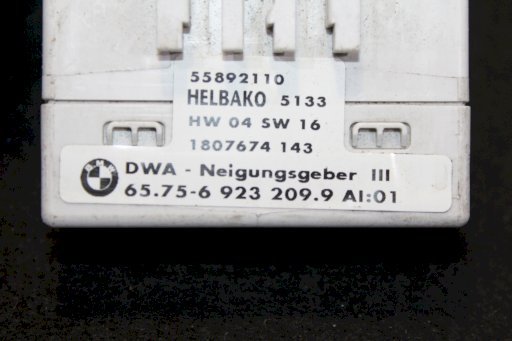 55892110
HELBAKO 5133
HW 04 SW 16
1807674 143
BMW DWA - Neigungsgeber III
65.75-6 923 209.9 AI:01